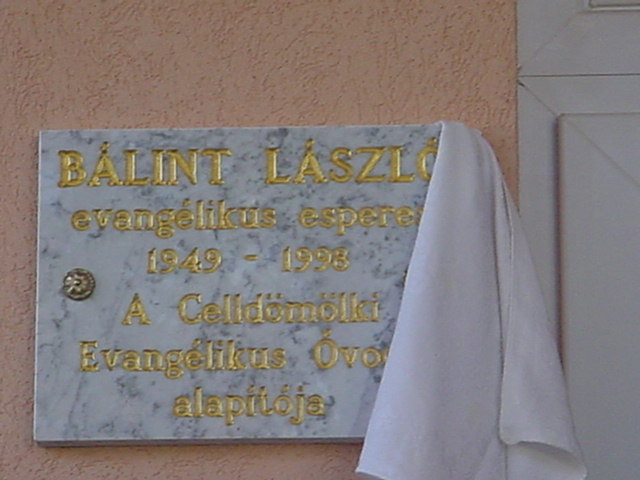 BÁLINT LÁSZLÓ
evangélikus espere
1949 - 1998
A Celldömölki
Evangélikus Óvo
alapítója